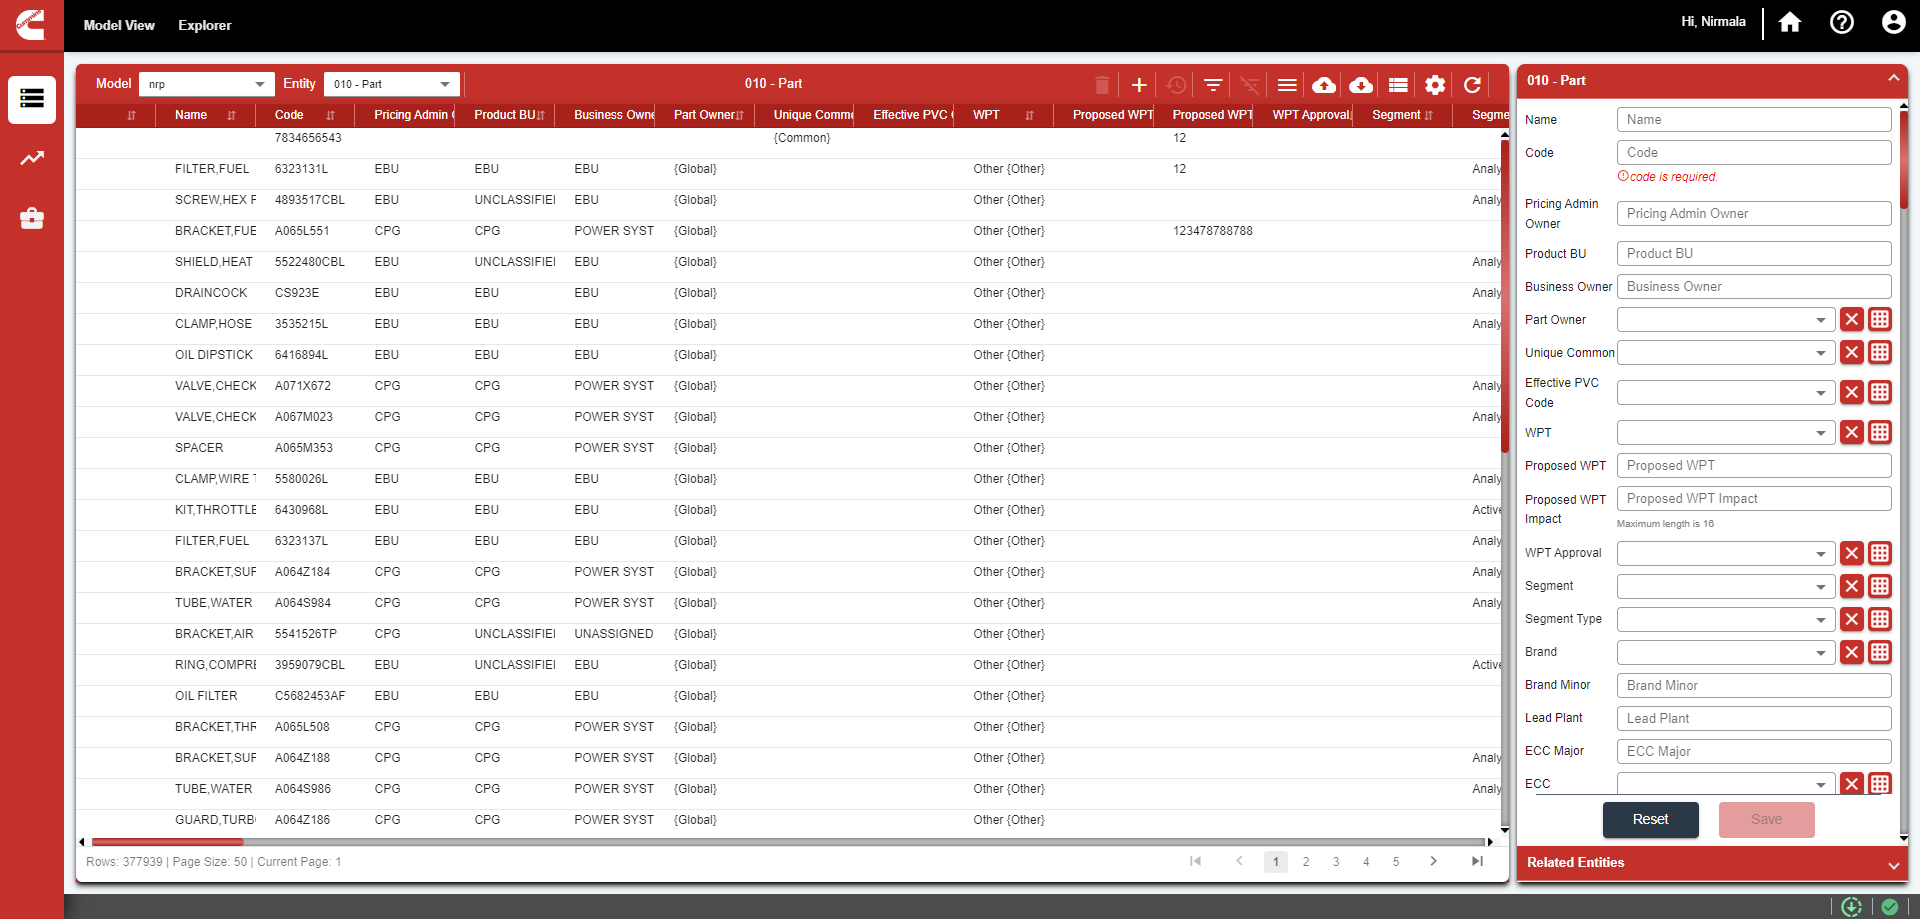 Cummins
Model View Explorer
Hi, Nirmala
Model nrp Entity 010 - Part 010 - Part
Name Code Pricing Admin Product BU Business Owne Part Owner Unique Comm Effective PVC WPT Proposed WPT Proposed WPT WPT Approval Segment Segme
7834656543 {Common} 12
FILTER,FUEL 6323131L EBU EBU EBU {Global} Other {Other} 12 Analy
SCREW,HEX F 4893517CBL EBU UNCLASSIFIE EBU {Global} Other {Other} Analy
BRACKET,FUE A065L551 CPG CPG POWER SYST {Global} Other {Other} 123478788788
SHIELD,HEAT 5522480CBL EBU UNCLASSIFIE EBU {Global} Other {Other} Analy
DRAINCOCK CS923E EBU EBU EBU {Global} Other {Other} Analy
CLAMP,HOSE 3535215L EBU EBU EBU {Global} Other {Other} Analy
OIL DIPSTICK 6416894L EBU EBU EBU {Global} Other {Other}
VALVE,CHECK A071X672 CPG CPG POWER SYST {Global} Other {Other} Analy
VALVE,CHECK A067M023 CPG CPG POWER SYST {Global} Other {Other} Analy
SPACER A065M353 CPG CPG POWER SYST {Global} Other {Other}
CLAMP,WIRE T 5580026L EBU EBU EBU {Global} Other {Other} Analy
KIT,THROTTLE 6430968L EBU EBU EBU {Global} Other {Other} Active
FILTER,FUEL 6323137L EBU EBU EBU {Global} Other {Other} Analy
BRACKET,SUF A064Z184 CPG CPG POWER SYST {Global} Other {Other} Analy
TUBE,WATER A064S984 CPG CPG POWER SYST {Global} Other {Other} Analy
BRACKET,AIR 5541526TP CPG UNCLASSIFIE UNASSIGNED {Global} Other {Other}
RING,COMPRE 3959079CBL EBU UNCLASSIFIE EBU {Global} Other {Other} Active
OIL FILTER C5682453AF EBU EBU EBU {Global} Other {Other}
BRACKET,THR A065L508 CPG CPG POWER SYST {Global} Other {Other}
BRACKET,SUF A064Z188 CPG CPG POWER SYST {Global} Other {Other} Analy
TUBE,WATER A064S986 CPG CPG POWER SYST {Global} Other {Other} Analy
GUARD,TURB A064Z186 CPG CPG POWER SYST {Global} Other {Other}
Rows: 377939 | Page Size: 50 | Current Page: 1
1 2 3 4 5
010 - Part
Name Name
Code Code
code is required.
Pricing Admin
Owner
Pricing Admin Owner
Product BU Product BU
Business Owner Business Owner
Part Owner
Unique Common
Effective PVC
Code
WPT
Proposed WPT Proposed WPT
Proposed WPT
Impact
Proposed WPT Impact
Maximum length is 16
WPT Approval
Segment
Segment Type
Brand
Brand Minor Brand Minor
Lead Plant Lead Plant
ECC Major ECC Major
ECC
Reset Save
Related Entities